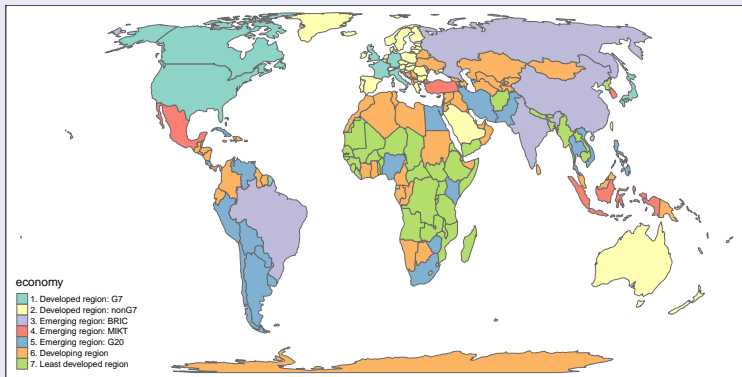 economy
1. Developed region: G7
2. Developed region: nonG7
3. Emerging region: BRIC
4. Emerging region: MIKT
5. Emerging region: G20
6. Developing region
7. Least developed region